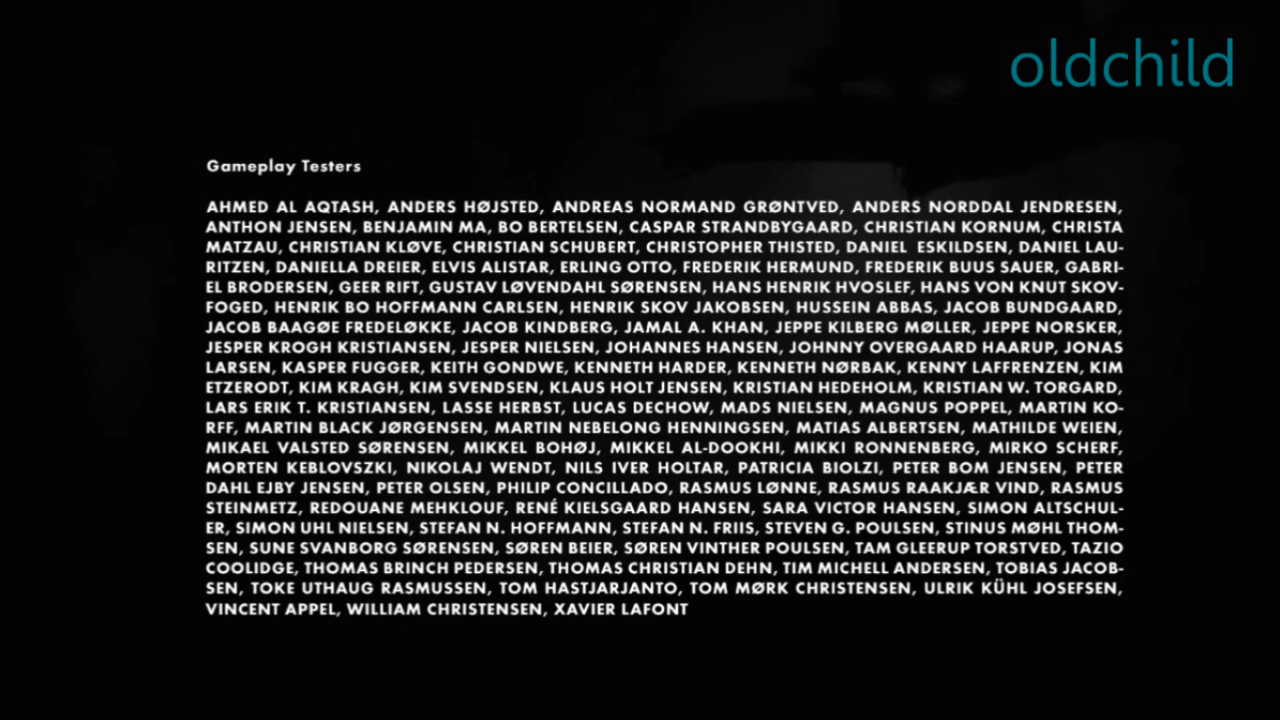 oldchild
Gameplay Testers
AHMED AL AQTASH, ANDERS HØJSTED, ANDREAS NORMAND GRØNTVED, ANDERS NORDDAL JENDRESEN,
ANTHON JENSEN, BENJAMIN MA, BO BERTELSEN, CASPAR STRANDBYGAARD, CHRISTIAN KORNUM, CHRISTA
MATZAU, CHRISTIAN KLØVE, CHRISTIAN SCHUBERT, CHRISTOPHER THISTED, DANIEL ESKILDSEN, DANIEL LAU-
RITZEN, DANIELLA DREIER, ELVIS ALISTAR, ERLING OTTO, FREDERIK HERMUND, FREDERIK BUUS SAUER, GABRI-
EL BRODERSEN, GEER RIFT, GUSTAV LØVENDAHL SØRENSEN, HANS HENRIK HVOSLEF, HANS VON KNUT SKOV-
FOGED, HENRIK BO HOFFMANN CARLSEN, HENRIK SKOV JAKOBSEN, HUSSEIN ABBAS, JACOB BUNDGAARD,
JACOB BAAGØE FREDELØKKE, JACOB KINDBERG, JAMAL A. KHAN, JEPPE KILBERG MØLLER, JEPPE NORSKER,
JESPER KROGH KRISTIANSEN, JESPER NIELSEN, JOHANNES HANSEN, JOHNNY OVERGAARD HAARUP, JONAS
LARSEN, KASPER FUGGER, KEITH GONDWE, KENNETH HARDER, KENNETH NØRBAK, KENNY LAFFRENZEN, KIM
ETZERODT, KIM KRAGH, KIM SVENDSEN, KLAUS HOLT JENSEN, KRISTIAN HEDEHOLM, KRISTIAN W. TORGARD,
LARS ERIK T. KRISTIANSEN, LASSE HERBST, LUCAS DECHOW, MADS NIELSEN, MAGNUS POPPEL, MARTIN KO-
RFF, MARTIN BLACK JØRGENSEN, MARTIN NEBELONG HENNINGSEN, MATIAS ALBERTSEN, MATHILDE WEIEN,
MIKAEL VALSTED SØRENSEN, MIKKEL BOHØJ, MIKKEL AL-DOOKHI, MIKKI RONNENBERG, MIRKO SCHERF,
MORTEN KEBLOVSZKI, NIKOLAJ WENDT, NILS IVER HOLTAR, PATRICIA BIOLZI, PETER BOM JENSEN, PETER
DAHL EJBY JENSEN, PETER OLSEN, PHILIP CONCILLADO, RASMUS LØNNE, RASMUS RAAKJÆR VIND, RASMUS
STEINMETZ, REDOUANE MEHKLOUF, RENÉ KIELSGAARD HANSEN, SARA VICTOR HANSEN, SIMON ALTSCHUL-
ER, SIMON UHL NIELSEN, STEFAN N. HOFFMANN, STEFAN N. FRIIS, STEVEN G. POULSEN, STINUS MØHL THOM-
SEN, SUNE SVANBORG SØRENSEN, SØREN BEIER, SØREN VINTHER POULSEN, TAM GLEERUP TORSTVED, TAZIO
COOLIDGE, THOMAS BRINCH PEDERSEN, THOMAS CHRISTIAN DEHN, TIM MICHELL ANDERSEN, TOBIAS JACOB-
SEN, TOKE UTHAUG RASMUSSEN, TOM HASTJARJANTO, TOM MØRK CHRISTENSEN, ULRIK KÜHL JOSEFSEN,
VINCENT APPEL, WILLIAM CHRISTENSEN, XAVIER LAFONT